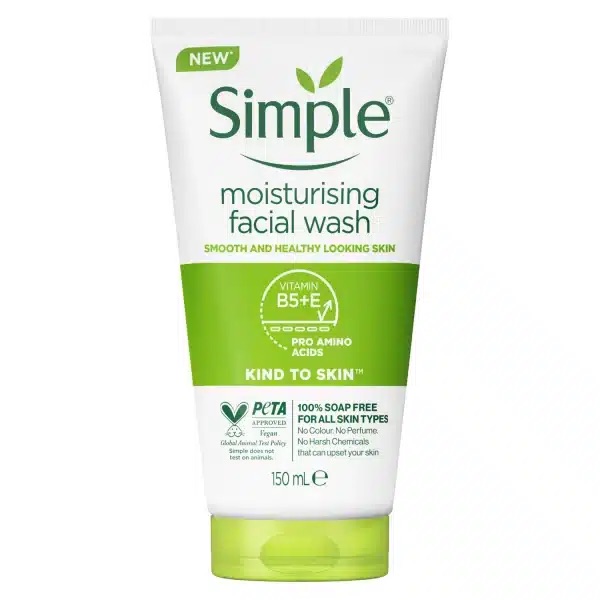 NEW*
Simple®
moisturising
facial wash
SMOOTH AND HEALTHY LOOKING SKIN
VITAMIN
B5+E
PRO AMINO
ACIDS
KIND TO SKIN™
PeTA
APPROVED
Vegan
Global Animal Test Policy
Simple does not
test on animals.
100% SOAP FREE
FOR ALL SKIN TYPES
No Colour. No Perfume.
No Harsh Chemicals
that can upset your skin
150 mL℮